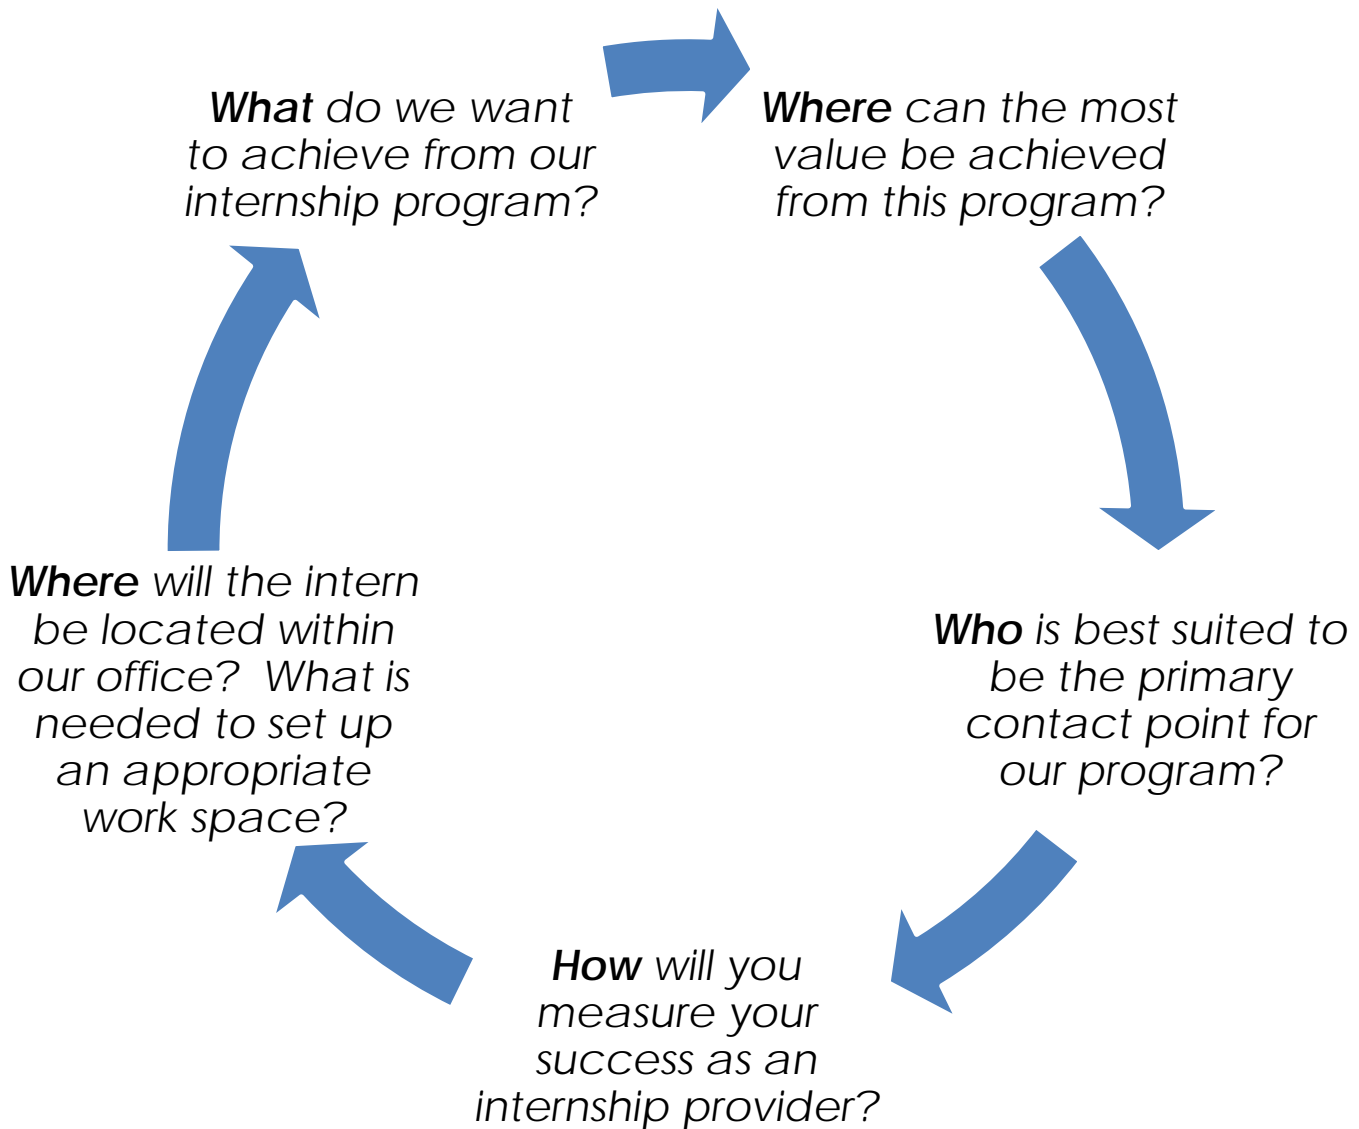 What do we want
to achieve from our
internship program?
Where can the most
value be achieved
from this program?
Who is best suited to
be the primary
contact point for
our program?
How will you
measure your
success as an
internship provider?
Where will the intern
be located within
our office?  What is
needed to set up
an appropriate
work space?